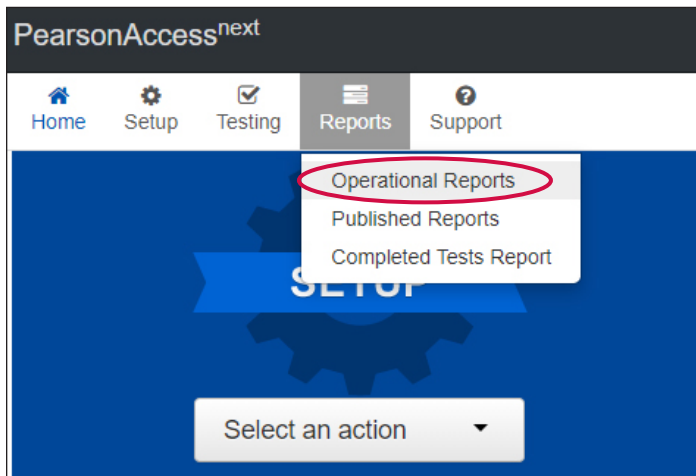 PearsonAccessnext
Home Setup Testing Reports Support
Operational Reports
Published Reports
Completed Tests Report
SETUP
Select an action